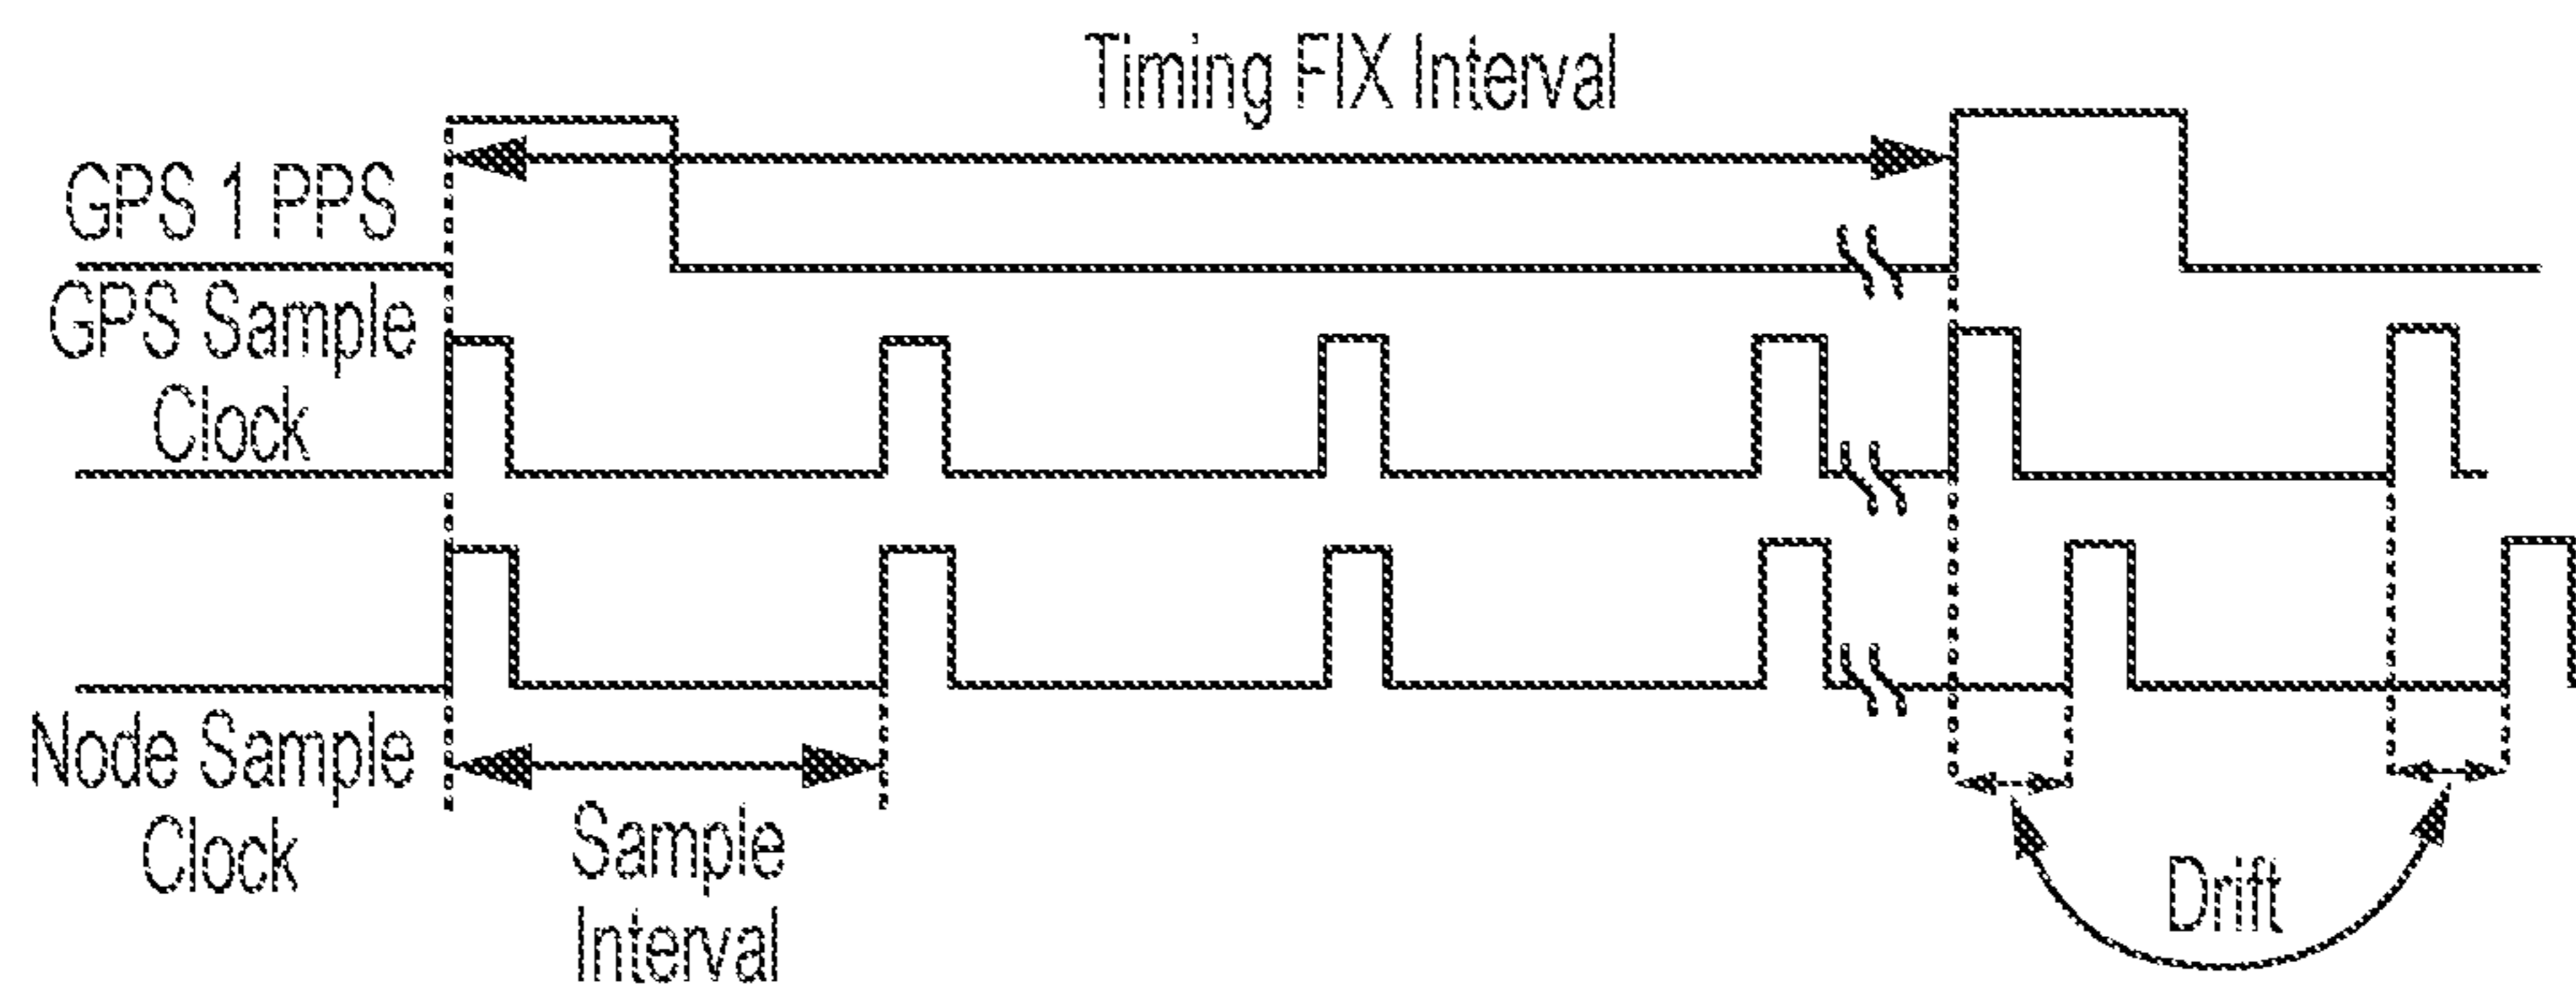 Timing FIX Interval
GPS 1 PPS
GPS Sample
Clock
Node Sample
Clock
Sample
Interval
Drift